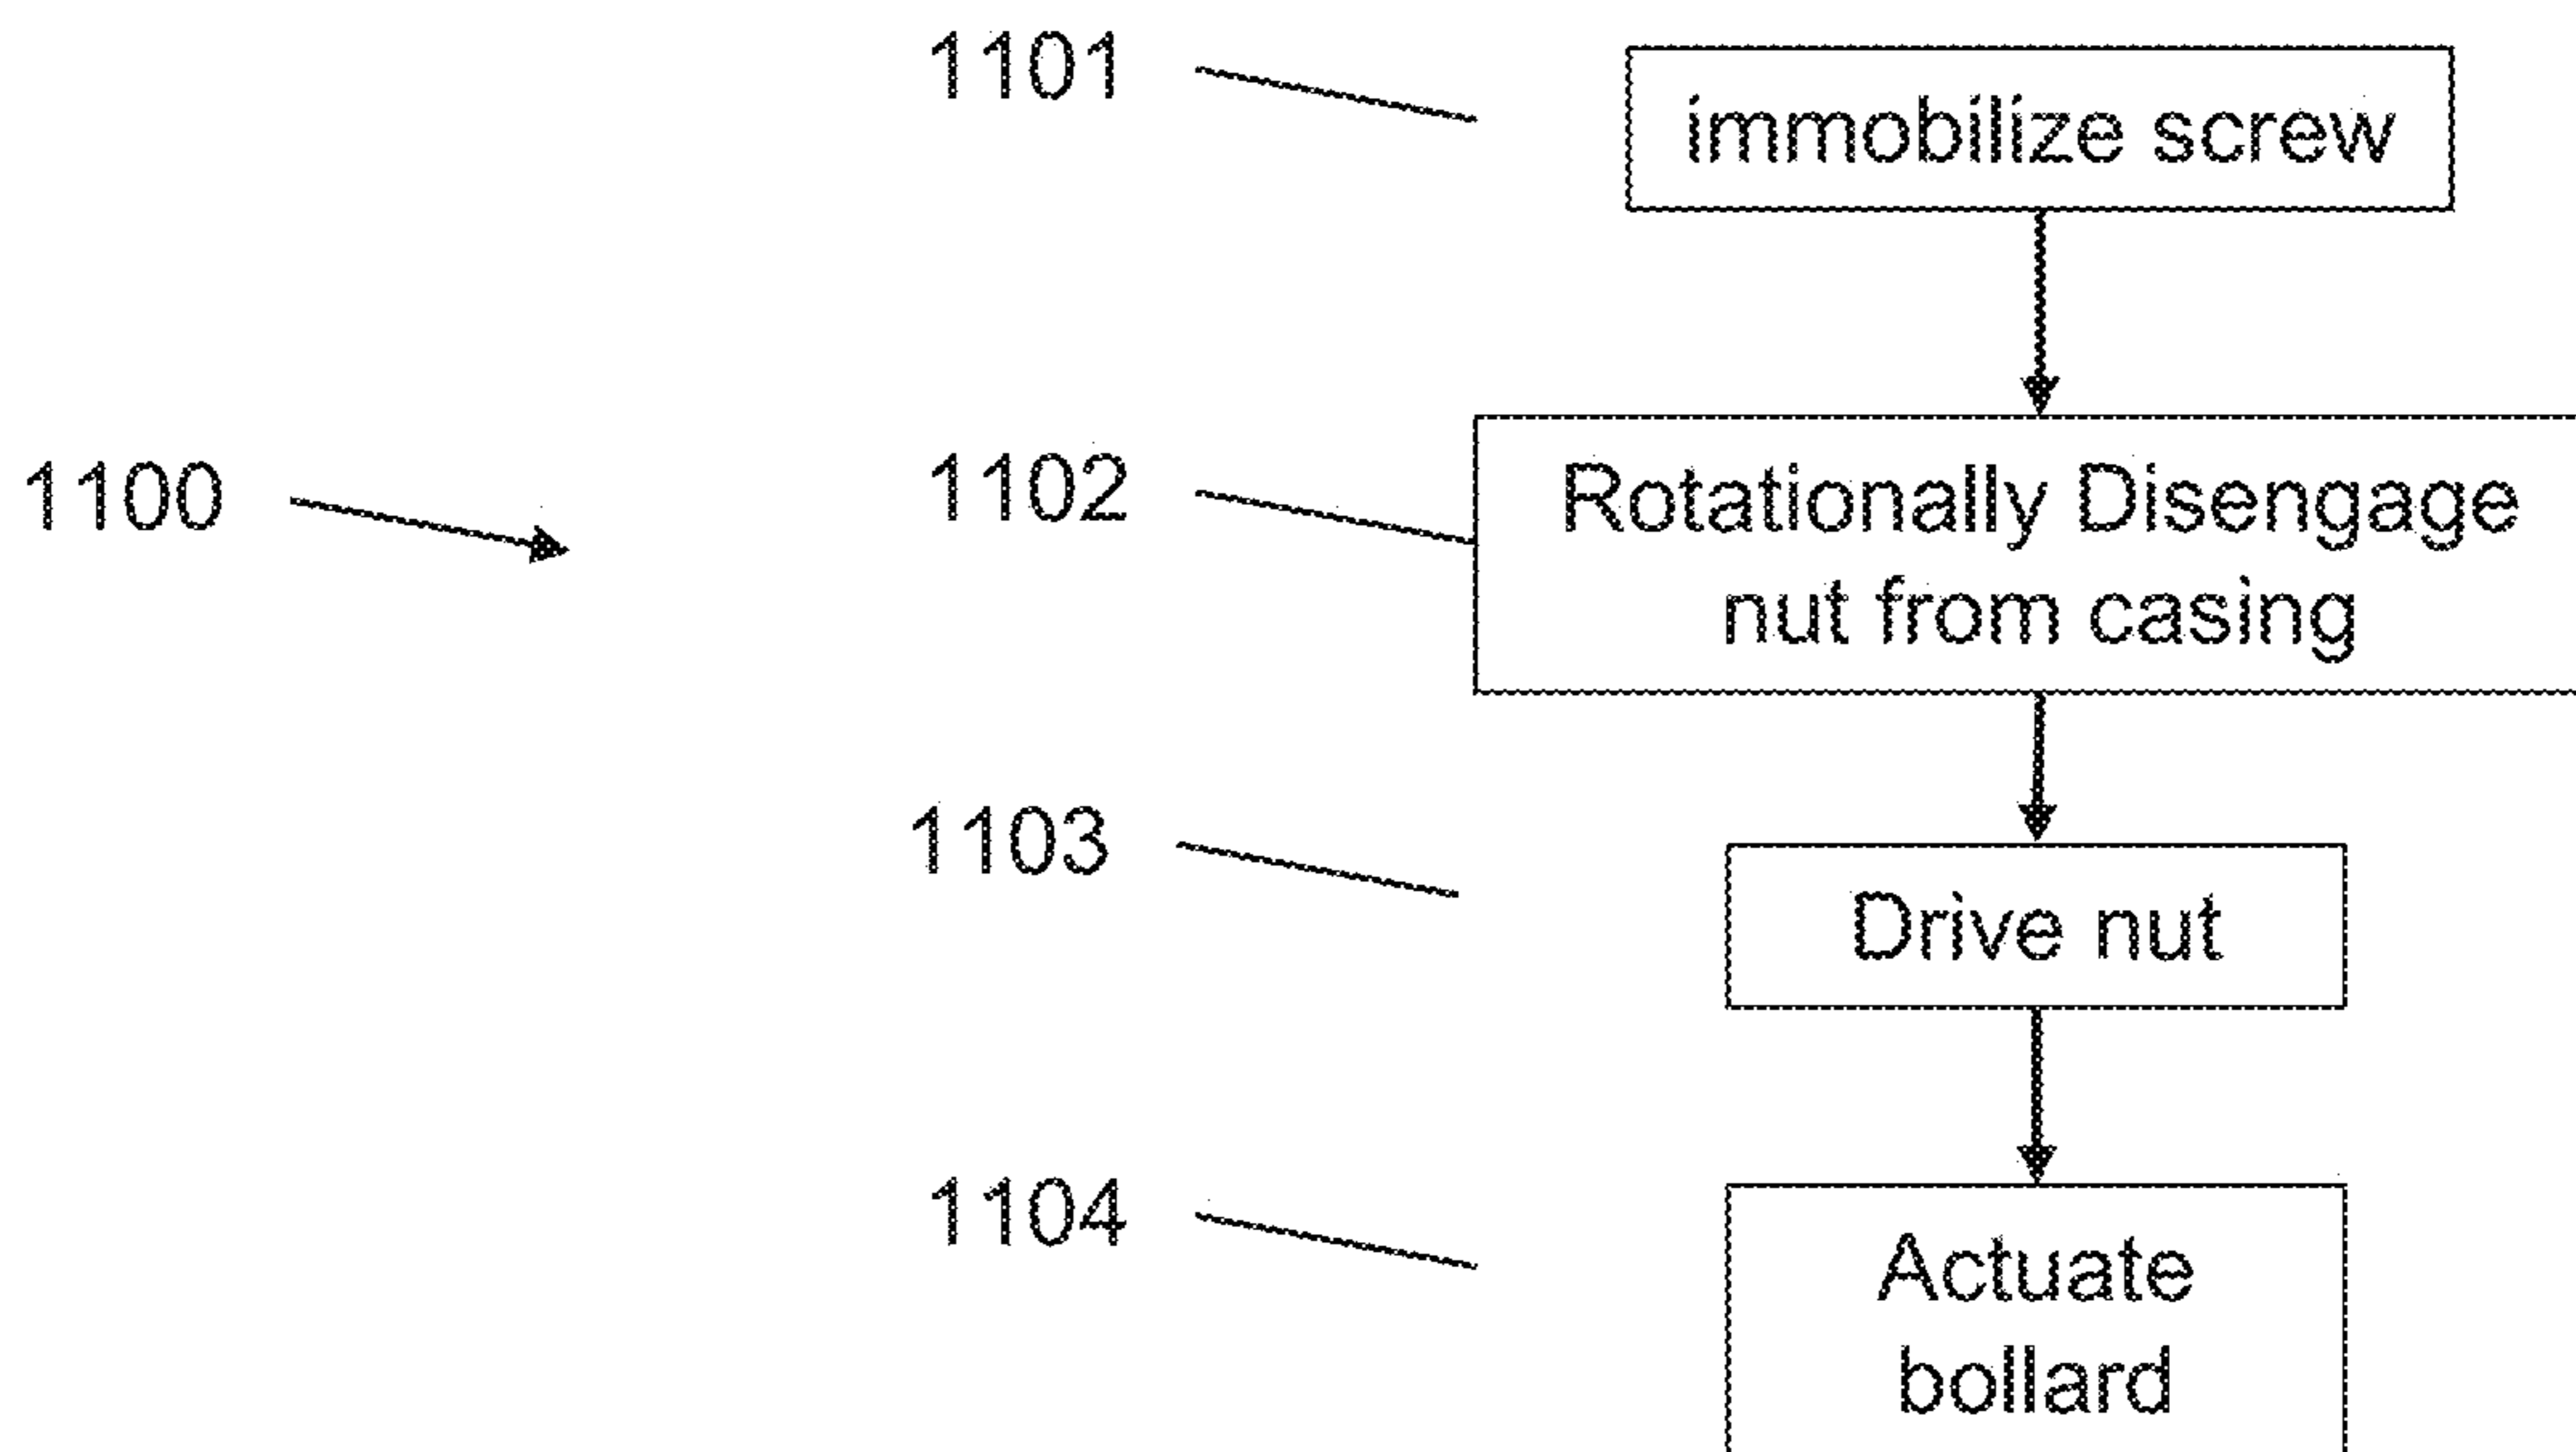 1101
immobilize screw
1100
1102
Rotationally Disengage
nut from casing
1103
Drive nut
1104
Actuate
bollard